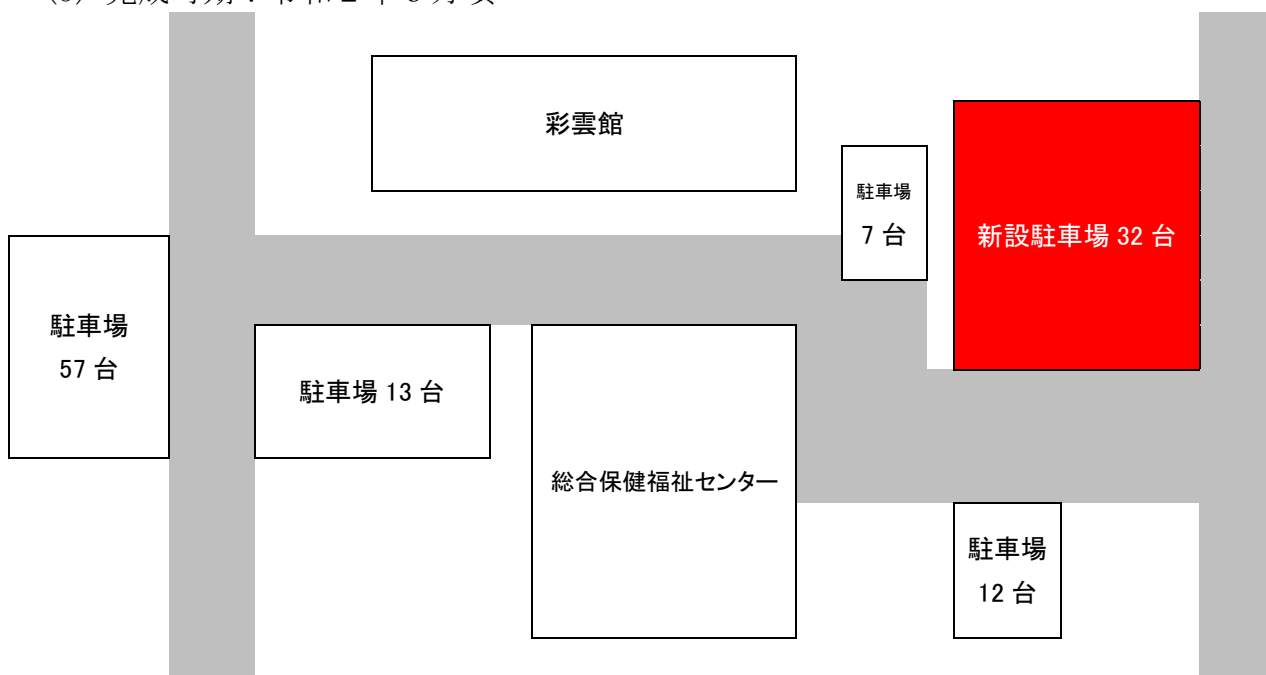 彩雲館
駐車場
7 台
新設駐車場 32 台
駐車場
57 台
駐車場 13 台
総合保健福祉センター
駐車場
12 台